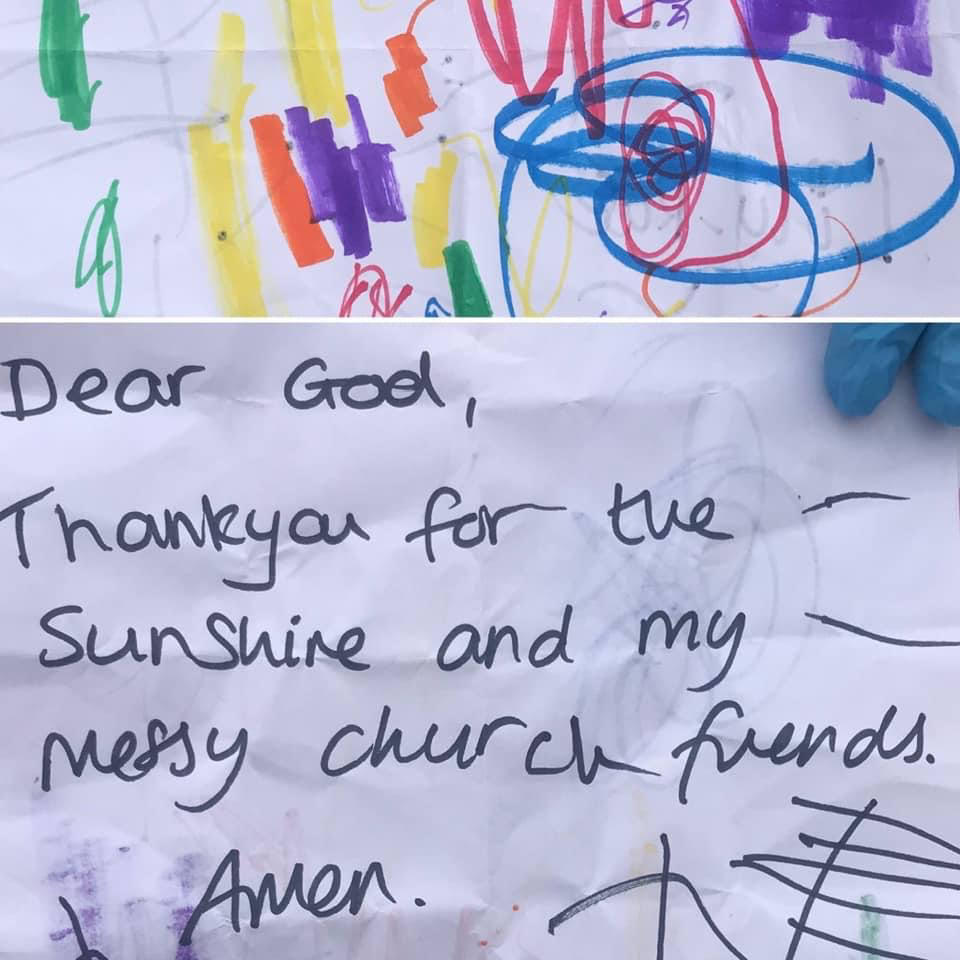 Dear God,
Thankyou for the
Sunshine and my
messy church friends.
Amen.